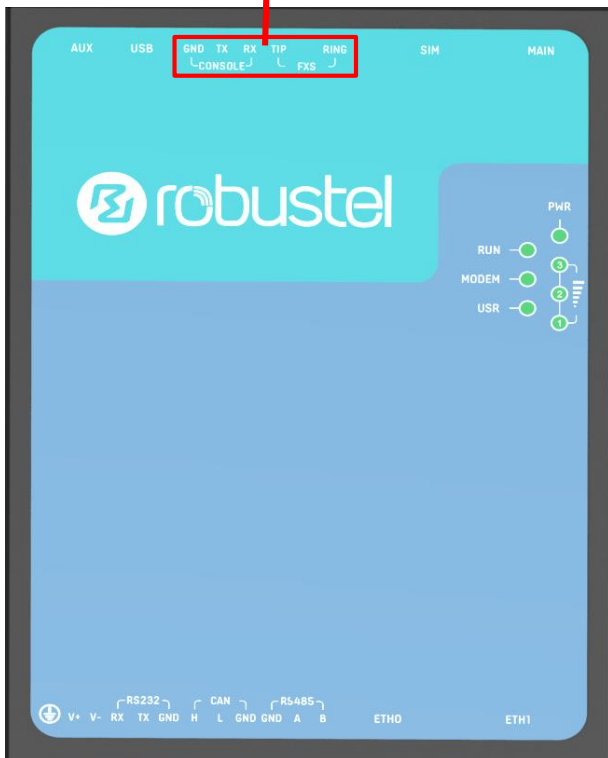 AUX USB GND TX RX TIP RING SIM MAIN
CONSOLE FXS
robustel
PWR
RUN
3
MODEM
2
USR
1
RS232 CAN RS485
V+ V- RX TX GND H L GND GND A B ETH0 ETH1